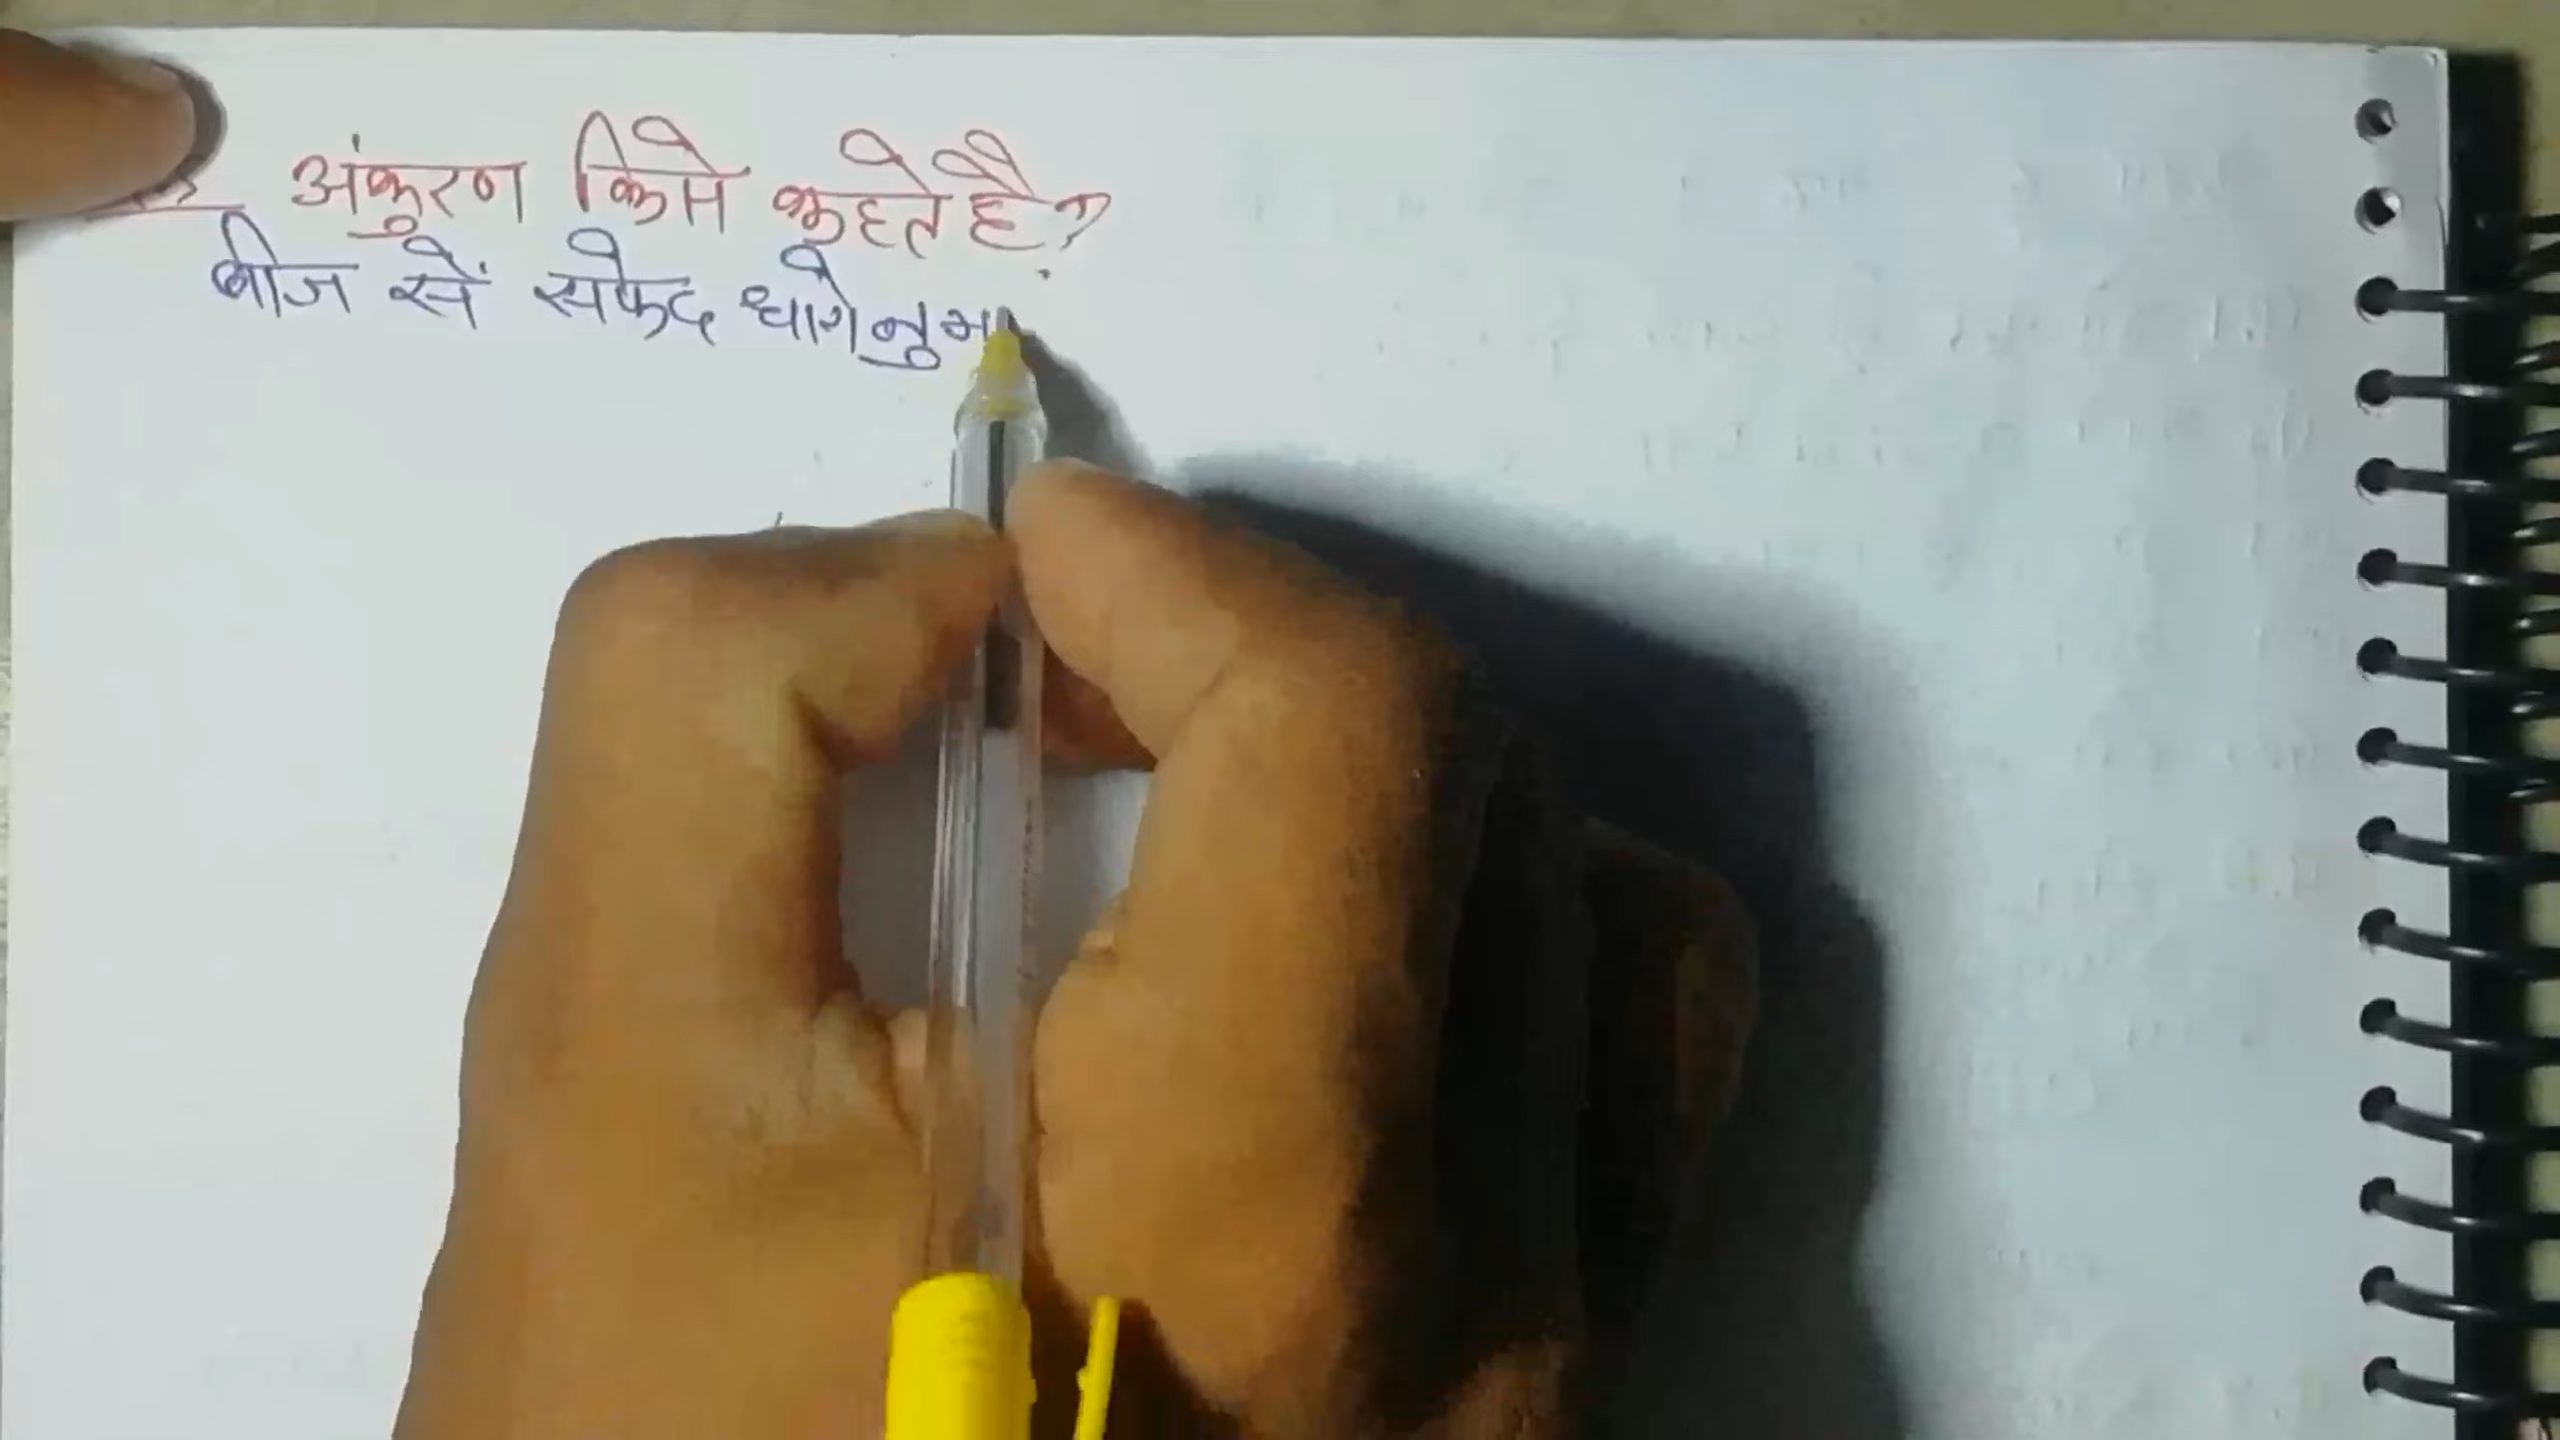 अंकुरण किसे कहते है?
बीज सें सफेद धागेनुमा